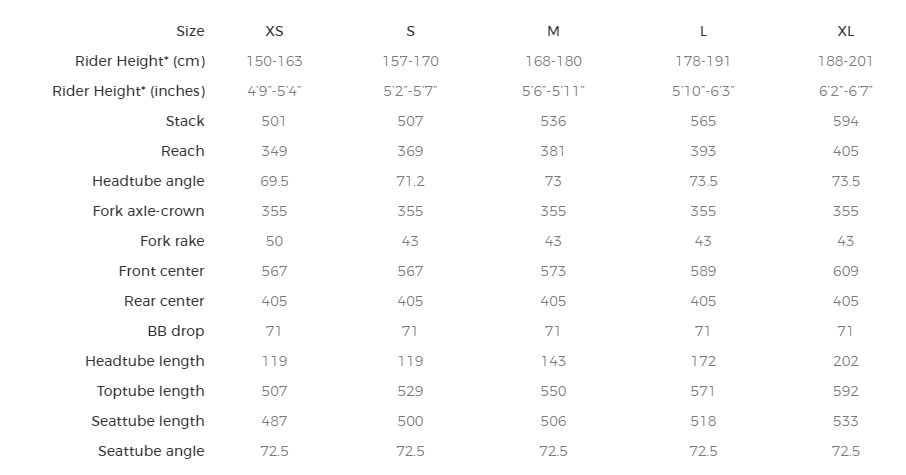 Size XS S M L XL
Rider Height* (cm) 150-163 157-170 168-180 178-191 188-201
Rider Height* (inches) 4'9"-5'4" 5'2"-5'7" 5'6"-5'11" 5'10"-6'3" 6'2"-6'7"
Stack 501 507 536 565 594
Reach 349 369 381 393 405
Headtube angle 69.5 71.2 73 73.5 73.5
Fork axle-crown 355 355 355 355 355
Fork rake 50 43 43 43 43
Front center 567 567 573 589 609
Rear center 405 405 405 405 405
BB drop 71 71 71 71 71
Headtube length 119 119 143 172 202
Toptube length 507 529 550 571 592
Seattube length 487 500 506 518 533
Seattube angle 72.5 72.5 72.5 72.5 72.5